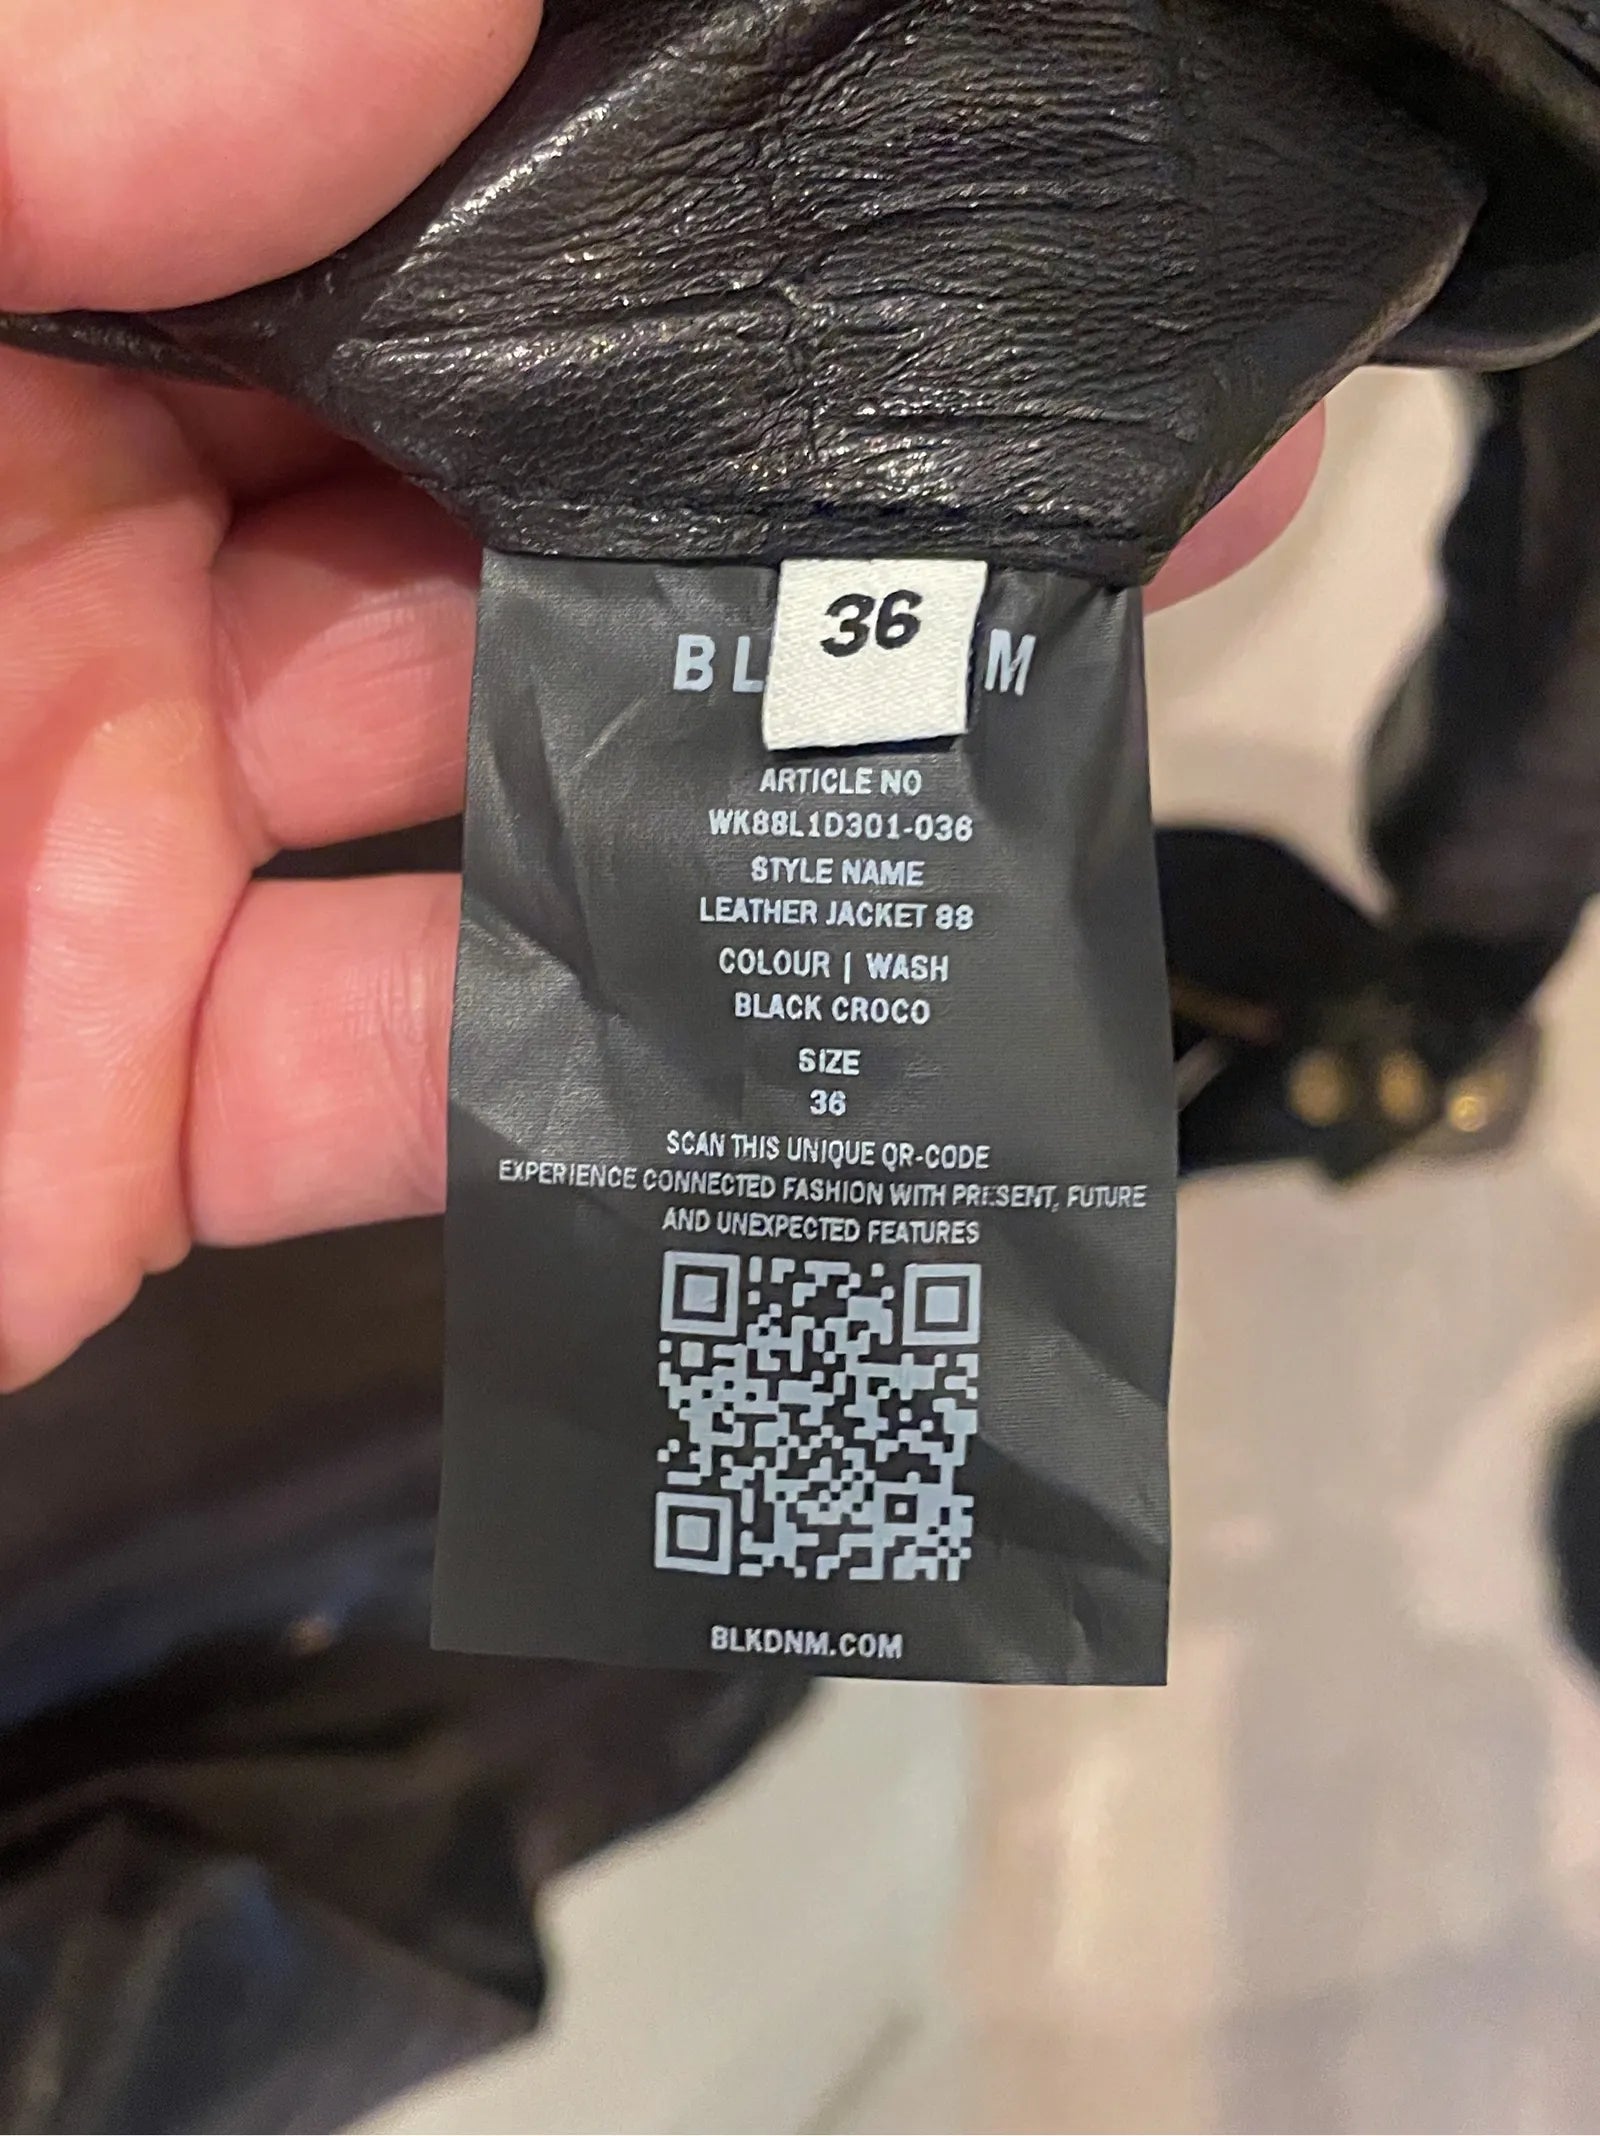 36
BL M
ARTICLE NO
WK88L1D301-036
STYLE NAME
LEATHER JACKET 88
COLOUR | WASH
BLACK CROCO
SIZE
36
SCAN THIS UNIQUE QR-CODE
EXPERIENCE CONNECTED FASHION WITH PRESENT, FUTURE
AND UNEXPECTED FEATURES
BLKDNM.COM